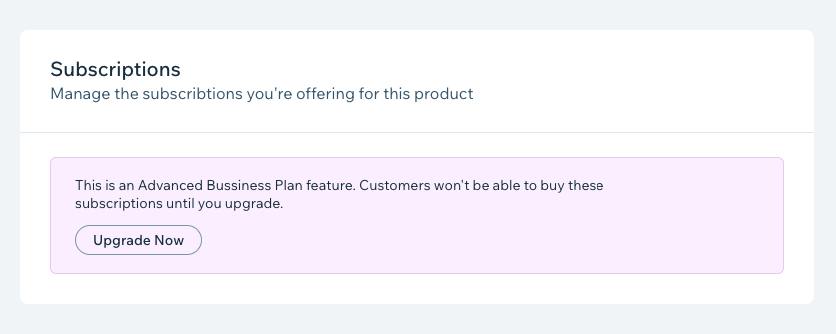 Subscriptions
Manage the subscribtions you're offering for this product
This is an Advanced Bussiness Plan feature. Customers won't be able to buy these
subscriptions until you upgrade.
Upgrade Now